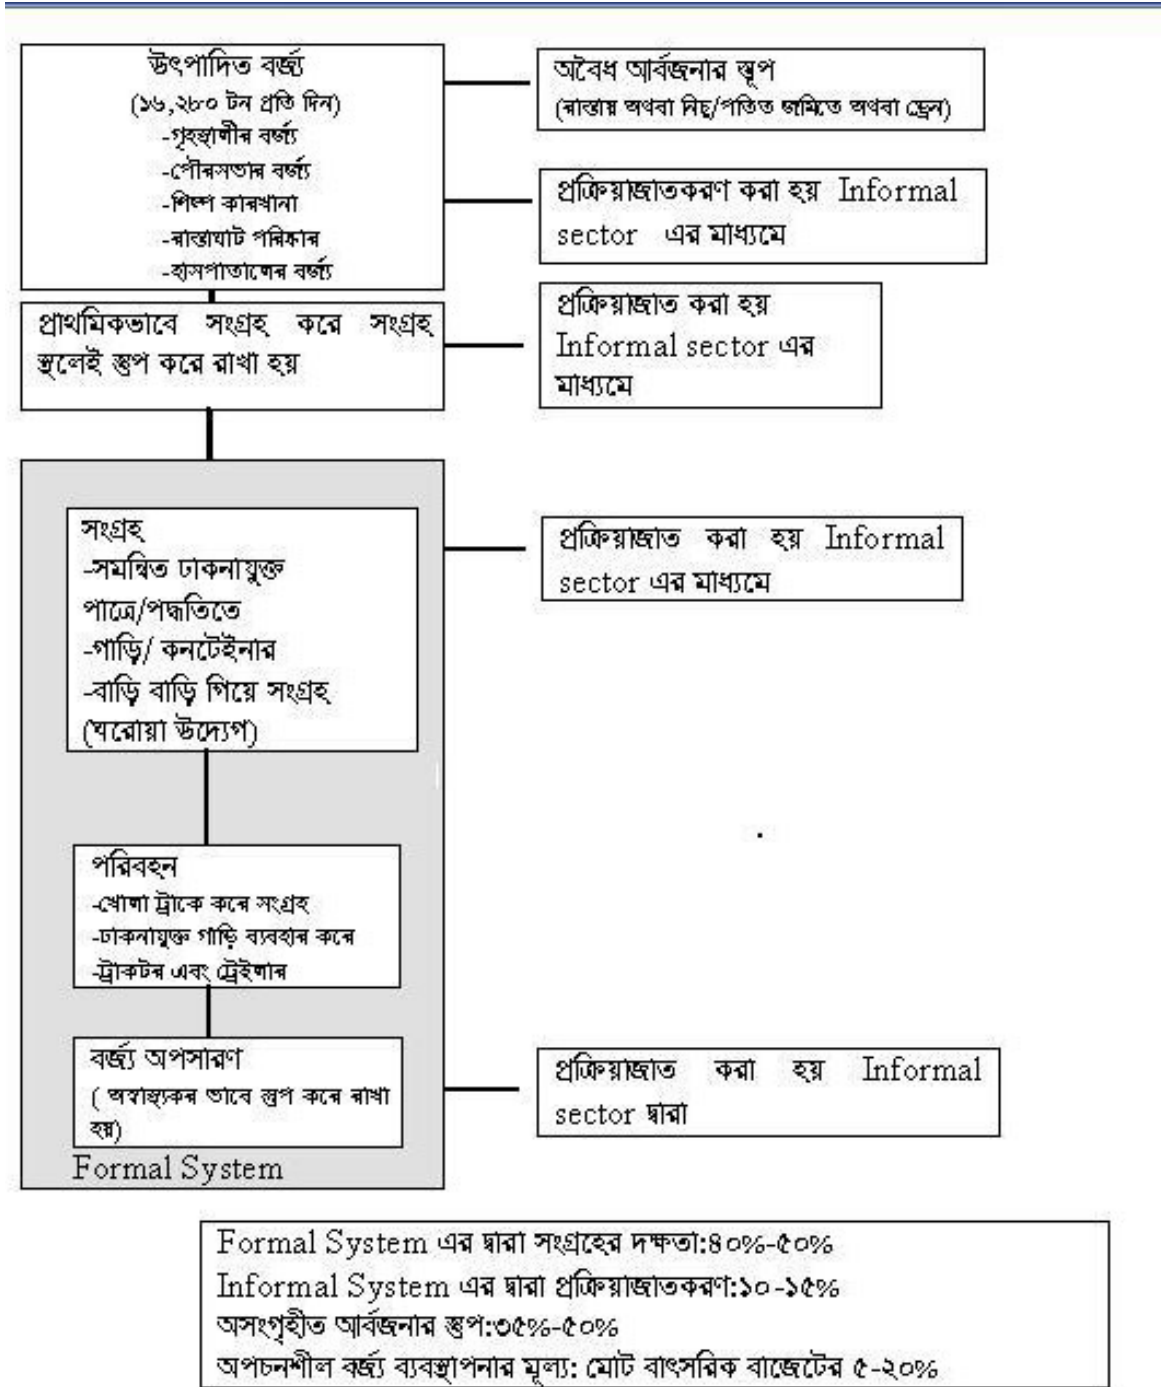 উৎপাদিত বর্জ্য
(১৬,২৮০ টন প্রতি দিন)
-গৃহস্থালীর বর্জ্য
-পৌরসভার বর্জ্য
-শিল্প কারখানা
-রাস্তাঘাট পরিষ্কার
-হাসপাতালের বর্জ্য
অবৈধ আর্বজনার স্তূপ
(রাস্তায় অথবা নিচু/পতিত জমিতে অথবা ড্রেন)
প্রক্রিয়াজাতকরণ করা হয় Informal
sector এর মাধ্যমে
প্রাথমিকভাবে সংগ্রহ করে সংগ্রহ
স্থলেই স্তুপ করে রাখা হয়
প্রক্রিয়াজাত করা হয়
Informal sector এর
মাধ্যমে
সংগ্রহ
-সমন্বিত ঢাকনাযুক্ত
পাত্রে/পদ্ধতিতে
-গাড়ি/ কনটেইনার
-বাড়ি বাড়ি গিয়ে সংগ্রহ
(ঘরোয়া উদ্যেগ)
প্রক্রিয়াজাত করা হয় Informal
sector এর মাধ্যমে
পরিবহন
-খোলা ট্রাকে করে সংগ্রহ
-ঢাকনাযুক্ত গাড়ি ব্যবহার করে
-ট্রাকটর এবং ট্রেইলার
বর্জ্য অপসারণ
( অস্বাস্থ্যকর ভাবে স্তুপ করে রাখা
হয়)
প্রক্রিয়াজাত করা হয় Informal
sector দ্বারা
Formal System
Formal System এর দ্বারা সংগ্রহের দক্ষতা:৪০%-৫০%
Informal System এর দ্বারা প্রক্রিয়াজাতকরণ:১০-১৫%
অসংগৃহীত আর্বজনার স্তুপ:৩৫%-৫০%
অপচনশীল বর্জ্য ব্যবস্থাপনার মূল্য: মোট বাৎসরিক বাজেটের ৫-২০%